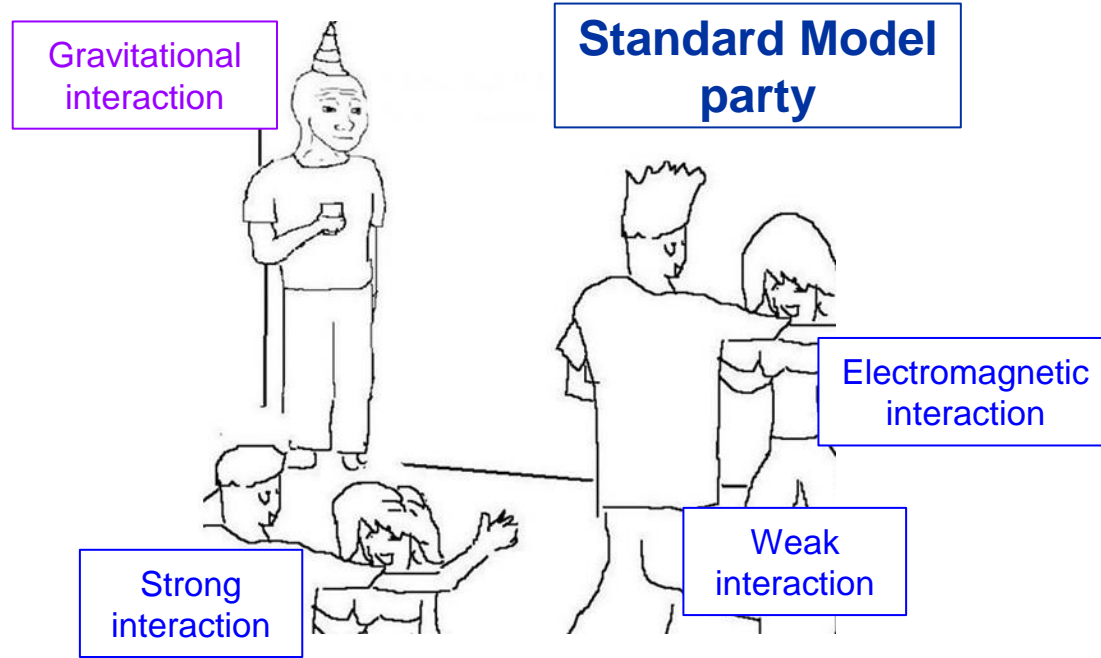 Gravitational
interaction
Standard Model
party
Electromagnetic
interaction
Weak
interaction
Strong
interaction